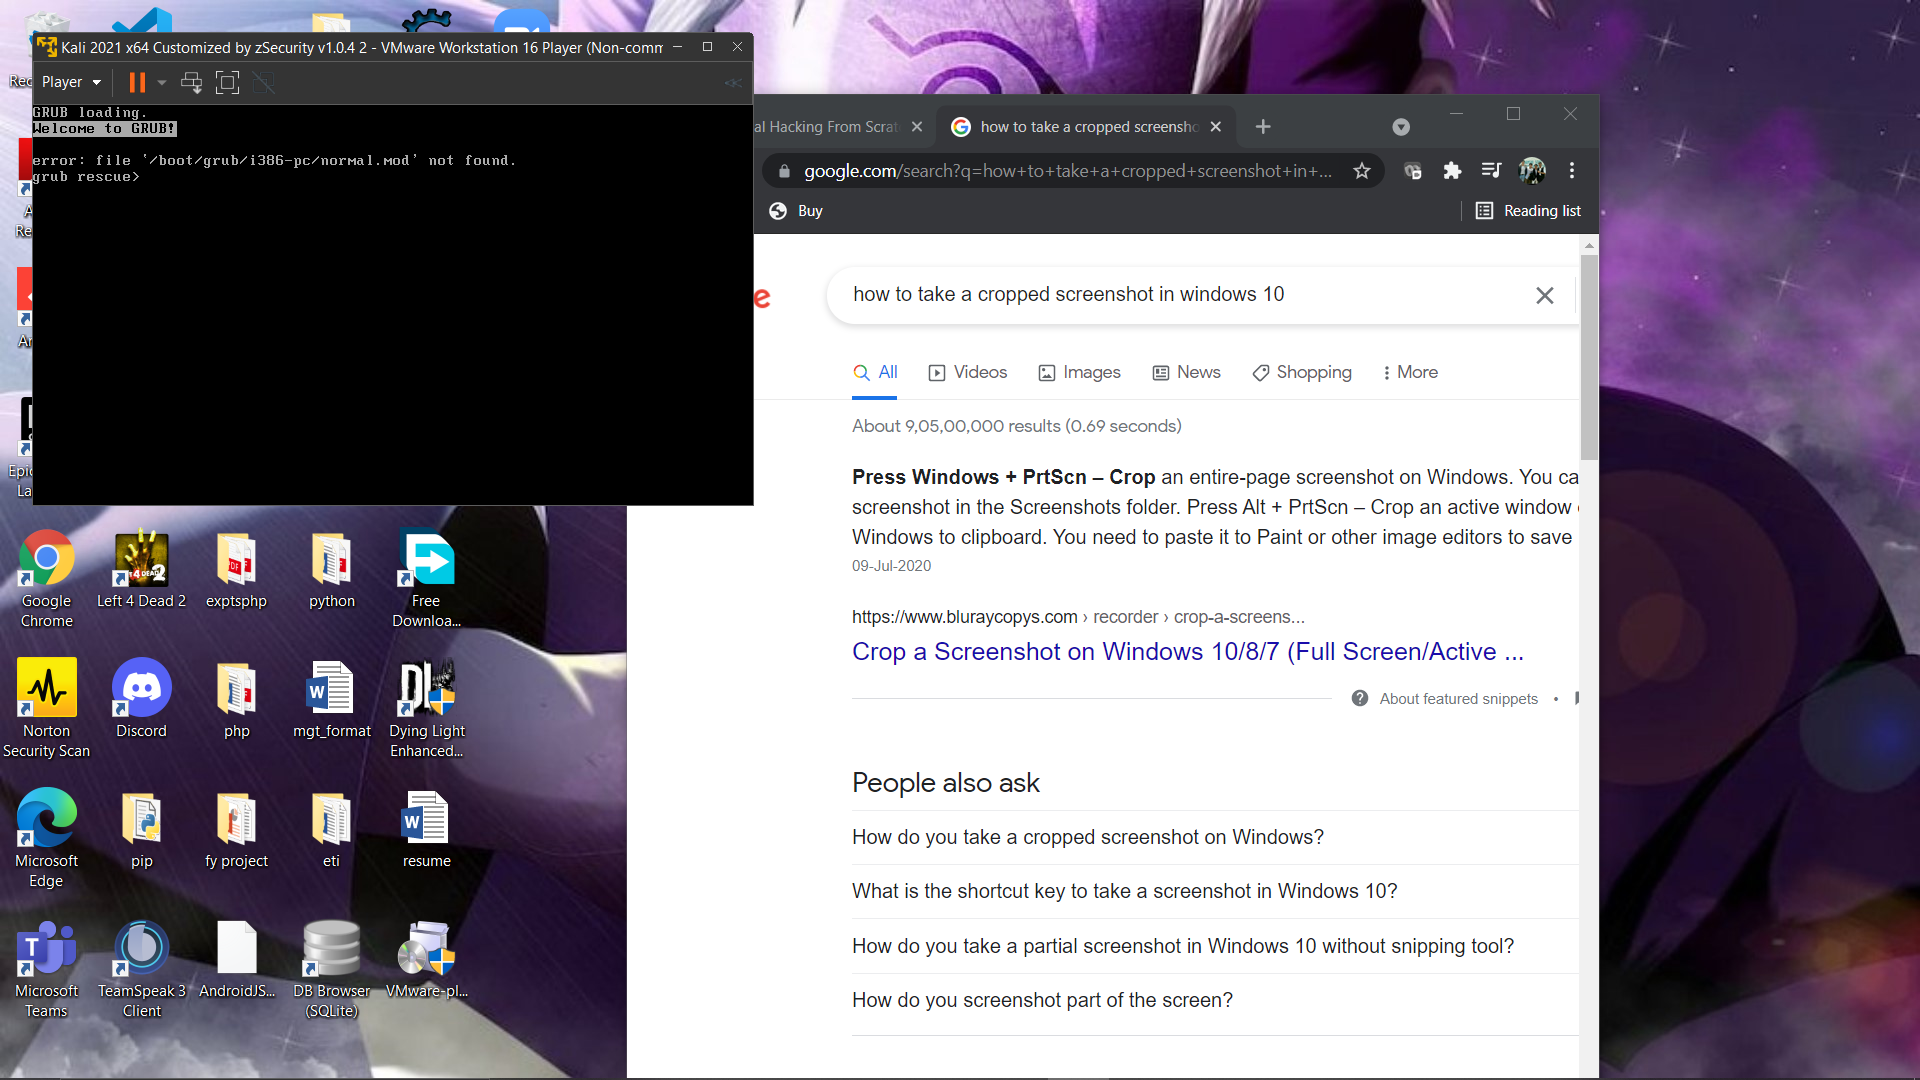 Kali 2021 x64 Customized by zSecurity v1.0.4 2 - VMware Workstation 16 Player (Non-comm
Player
GRUB loading.
Welcome to GRUB!
error: file '/boot/grub/i386-pc/normal.mod' not found.
grub rescue>
al Hacking From Scrat
how to take a cropped screensho
google.com/search?q=how+to+take+a+cropped+screenshot+in+...
Buy
Reading list
how to take a cropped screenshot in windows 10
All
Videos
Images
News
Shopping
More
About 9,05,00,000 results (0.69 seconds)
Press Windows + PrtScn – Crop an entire-page screenshot on Windows. You ca
screenshot in the Screenshots folder. Press Alt + PrtScn – Crop an active window
Windows to clipboard. You need to paste it to Paint or other image editors to save
09-Jul-2020
https://www.bluraycopys.com › recorder › crop-a-screens...
Crop a Screenshot on Windows 10/8/7 (Full Screen/Active ...
About featured snippets
People also ask
How do you take a cropped screenshot on Windows?
What is the shortcut key to take a screenshot in Windows 10?
How do you take a partial screenshot in Windows 10 without snipping tool?
How do you screenshot part of the screen?
Google
Chrome
Left 4 Dead 2
exptsphp
python
Free
Downloa...
Norton
Security Scan
Discord
php
mgt_format
Dying Light
Enhanced...
Microsoft
Edge
pip
fy project
eti
resume
Microsoft
Teams
TeamSpeak 3
Client
AndroidJS...
DB Browser
(SQLite)
VMware-pl...